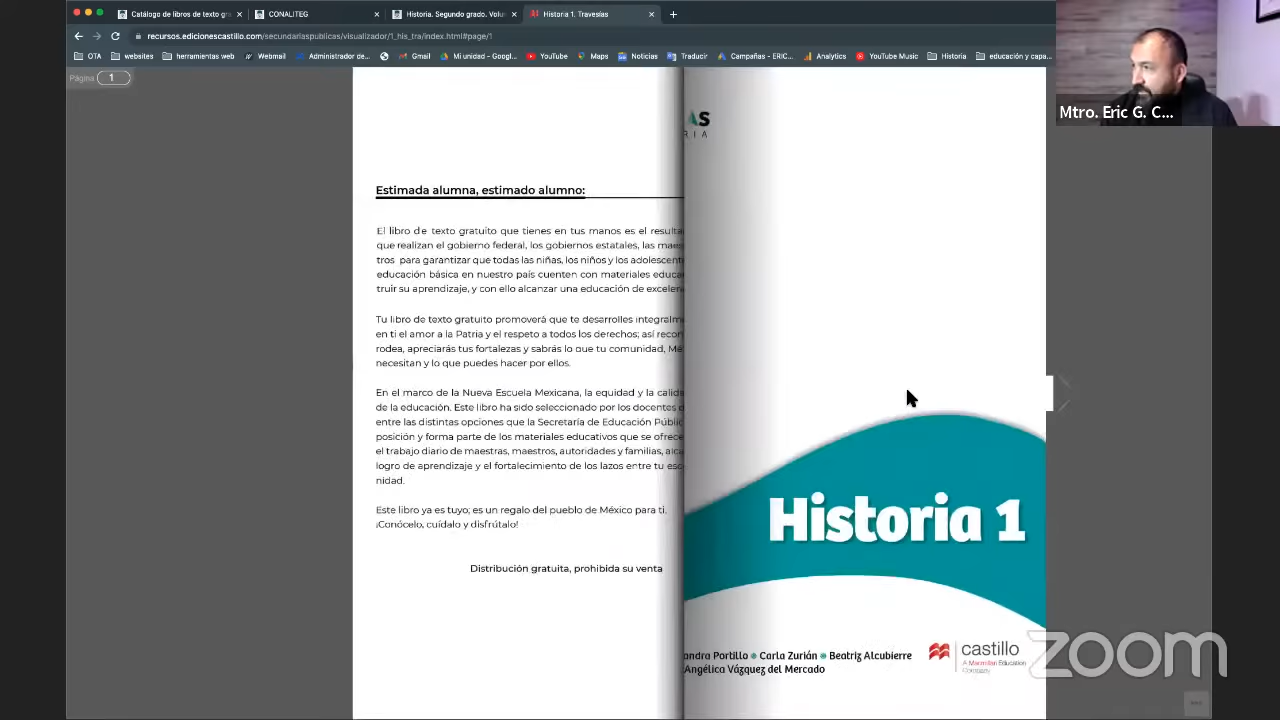 Catálogo de libros de texto gra
CONALITEG
Historia. Segundo grado. Volu
Historia 1. Travesías
recursos.edicionescastillo.com/secundariaspublicas/visualizador/1_his_tra/index.html#page/1
OTA
websites
herramientas web
Webmail
Administrador de...
Gmail
Mi unidad - Googl...
YouTube
Maps
Noticias
Traducir
Campañas – ERIC...
Analytics
YouTube Music
Historia
educación y capa...
Página 1
Mtro. Eric G. C...
AS
RIA
Estimada alumna, estimado alumno:
El libro de texto gratuito que tienes en tus manos es el resulta
que realizan el gobierno federal, los gobiernos estatales, las maes
tros para garantizar que todas las niñas, los niños y los adolescent
educación básica en nuestro país cuenten con materiales educa
truir su aprendizaje, y con ello alcanzar una educación de excelen
Tu libro de texto gratuito promoverá que te desarrolles integralme
en ti el amor a la Patria y el respeto a todos los derechos; así recon
rodea, apreciarás tus fortalezas y sabrás lo que tu comunidad, Mé
necesitan y lo que puedes hacer por ellos.
En el marco de la Nueva Escuela Mexicana, la equidad y la calida
de la educación. Este libro ha sido seleccionado por los docentes d
entre las distintas opciones que la Secretaría de Educación Públic
posición y forma parte de los materiales educativos que se ofrece
el trabajo diario de maestras, maestros, autoridades y familias, alca
logro de aprendizaje y el fortalecimiento de los lazos entre tu esc
nidad.
Este libro ya es tuyo; es un regalo del pueblo de México para ti,
¡Conócelo, cuídalo y disfrútalo!
Distribución gratuita, prohibida su venta
Historia 1
andra Portillo Carla Zurián Beatriz Alcubierre
Angélica Vázquez del Mercado
castillo
A Macmillan Education
Company
zoom